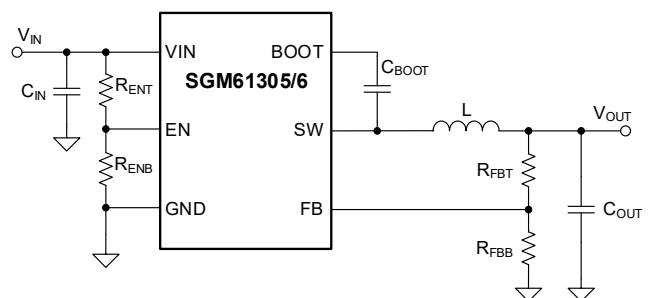 VIN
VIN
BOOT
SGM61305/6
CBOOT
CIN
RENT
EN
SW
L
VOUT
RENB
RFBT
GND
FB
COUT
RFBB